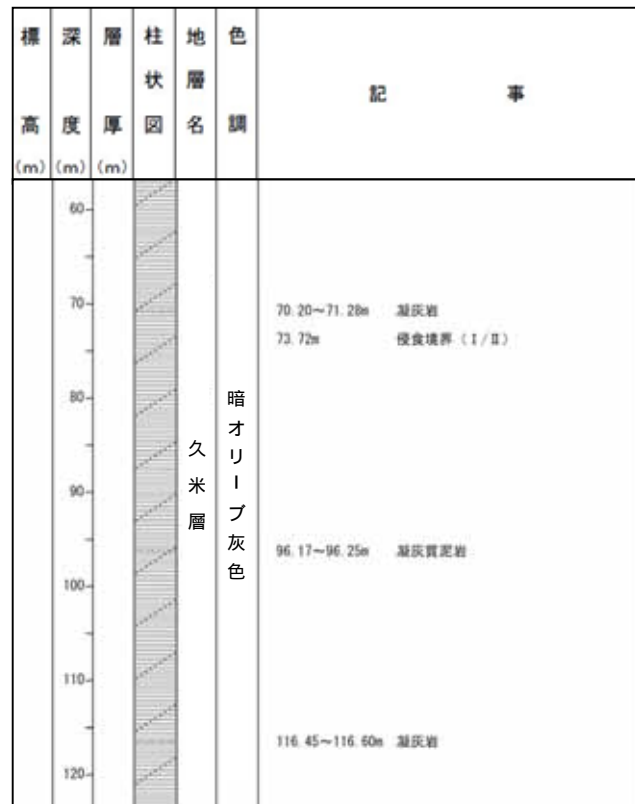 標高(m)
深度(m)
層厚(m)
柱状図
地層名
色調
記事
60
70
80
90
100
110
120
久米層
暗オリーブ灰色
70.20~71.28m 凝灰岩
73.72m 侵食境界(Ⅰ/Ⅱ)
96.17~96.25m 凝灰質泥岩
116.45~116.60m 凝灰岩